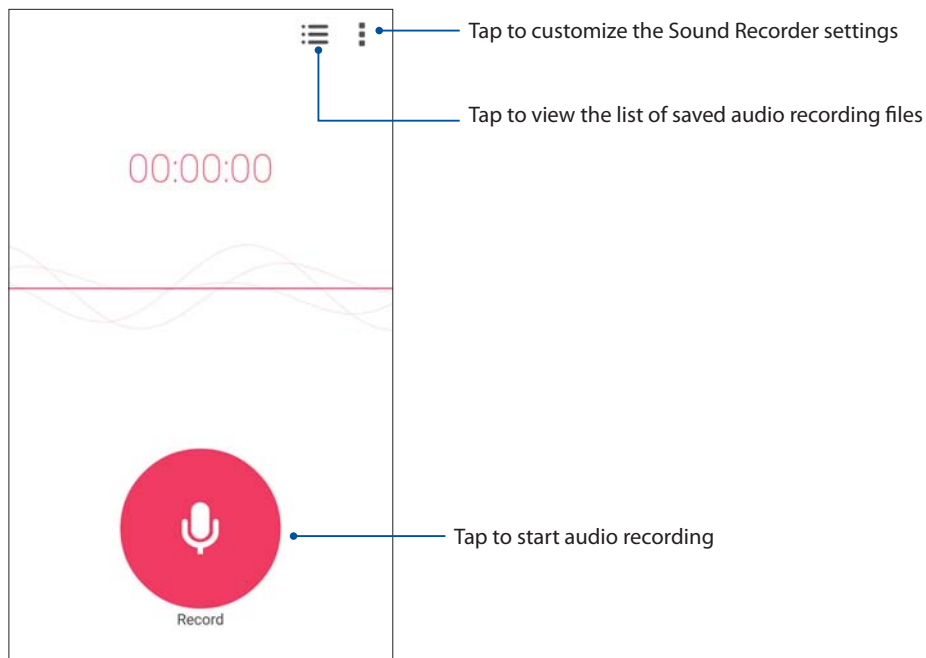 Tap to customize the Sound Recorder settings
Tap to view the list of saved audio recording files
00:00:00
Tap to start audio recording
Record